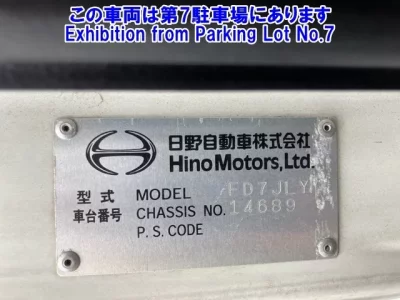 この車両は第7駐車場にあります
Exhibition from Parking Lot No.7
日野自動車株式会社
Hino Motors, Ltd.
型式 MODEL FD7JLY
車台番号 CHASSIS NO. 14689
P. S. CODE